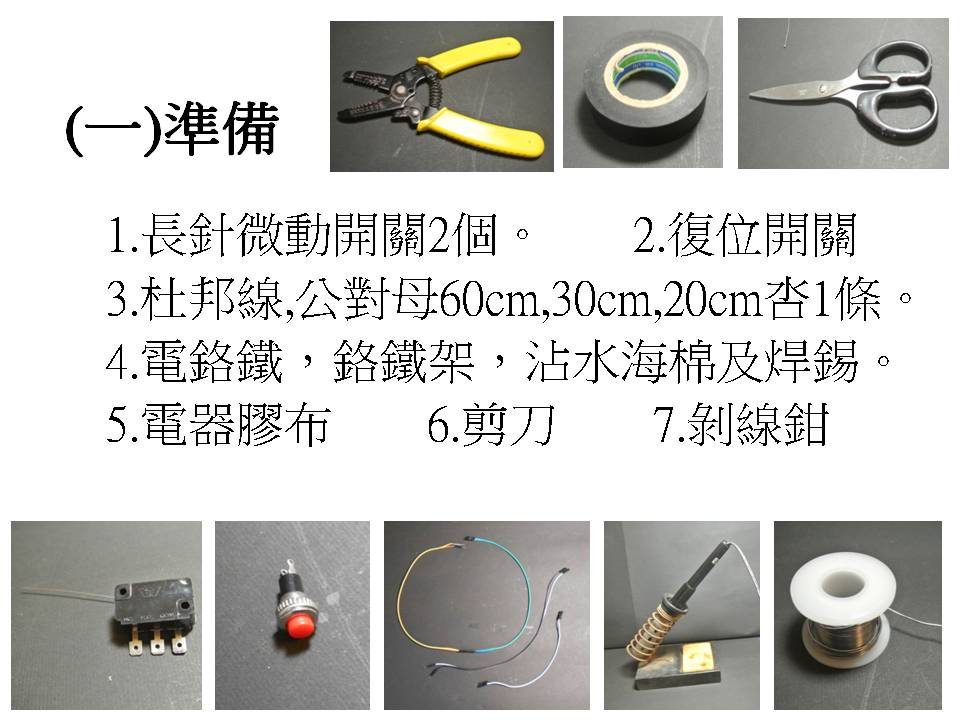 (一)準備
1.長針微動開關2個。 2.復位開關
3.杜邦線,公對母60cm,30cm,20cm杏1條。
4.電鉻鐵，鉻鐵架，沾水海棉及焊錫。
5.電器膠布 6.剪刀 7.剝線鉗